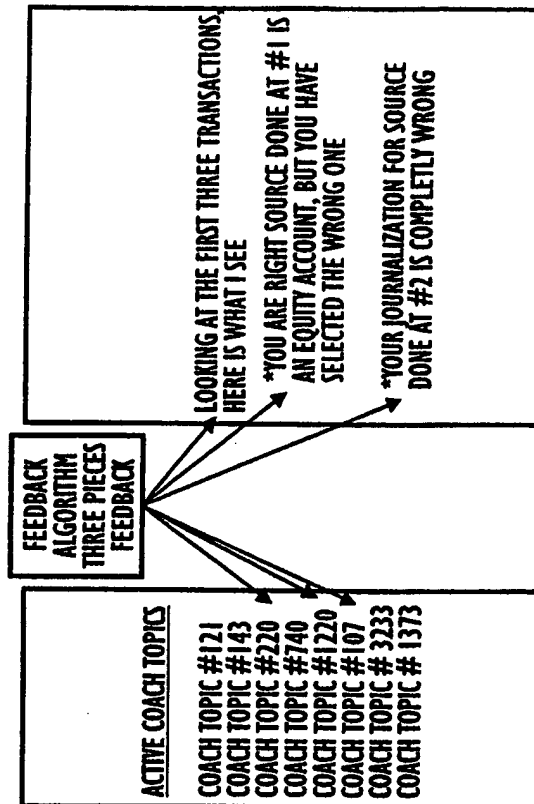 ACTIVE COACH TOPICS
COACH TOPIC #121
COACH TOPIC #143
COACH TOPIC #220
COACH TOPIC #740
COACH TOPIC #1220
COACH TOPIC #107
COACH TOPIC # 3233
COACH TOPIC # 1373
FEEDBACK
ALGORITHM
THREE PIECES
FEEDBACK
LOOKING AT THE FIRST THREE TRANSACTIONS,
HERE IS WHAT I SEE
*YOU ARE RIGHT SOURCE DONE AT #1 IS
AN EQUITY ACCOUNT, BUT YOU HAVE
SELECTED THE WRONG ONE
*YOUR JOURNALIZATION FOR SOURCE
DONE AT #2 IS COMPLETLY WRONG